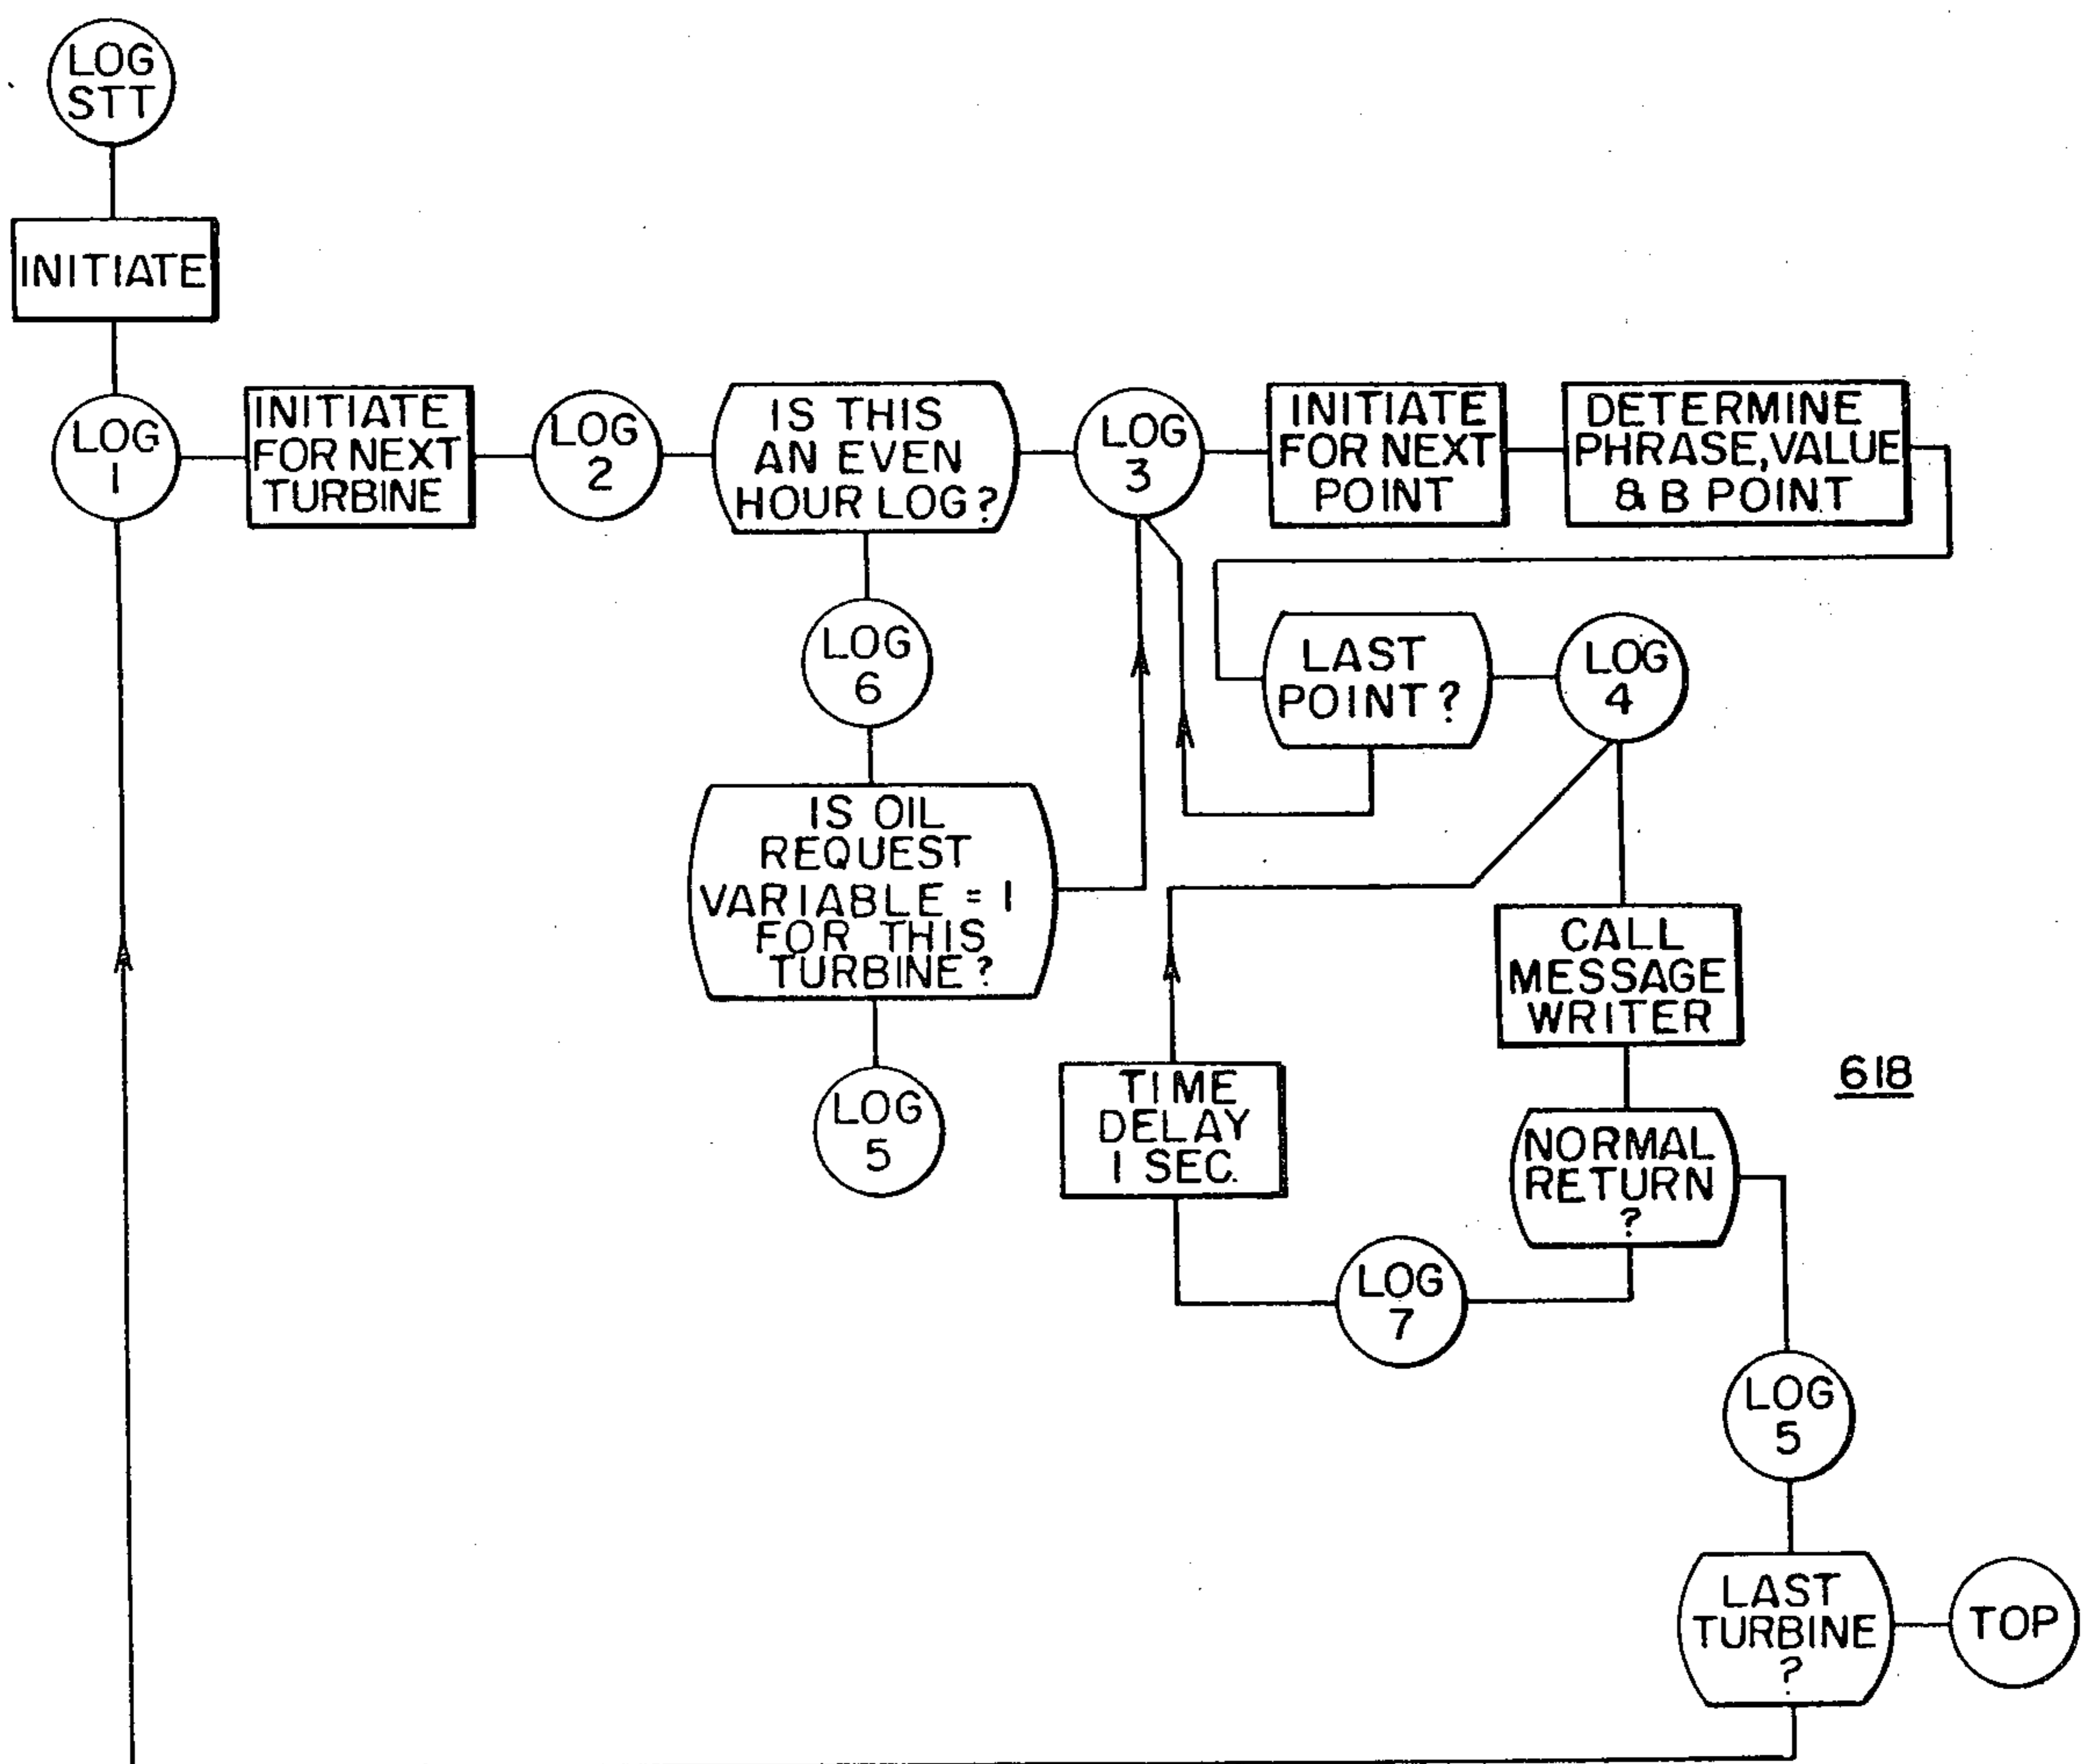 LOG
STT
INITIATE
LOG
1
INITIATE
FOR NEXT
TURBINE
LOG
2
IS THIS
AN EVEN
HOUR LOG?
LOG
3
INITIATE
FOR NEXT
POINT
DETERMINE
PHRASE, VALUE
& B POINT
LAST
POINT?
LOG
4
LOG
6
IS OIL
REQUEST
VARIABLE = 1
FOR THIS
TURBINE?
LOG
5
TIME
DELAY
1 SEC.
CALL
MESSAGE
WRITER
618
NORMAL
RETURN
?
LOG
7
LOG
5
LAST
TURBINE
?
TOP